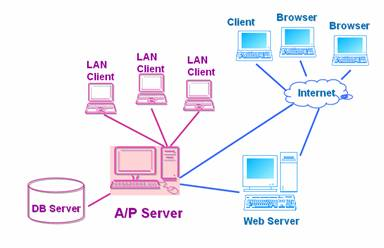 Client
Browser
Browser
LAN
Client
LAN
Client
LAN
Client
Internet
DB Server
A/P Server
Web Server